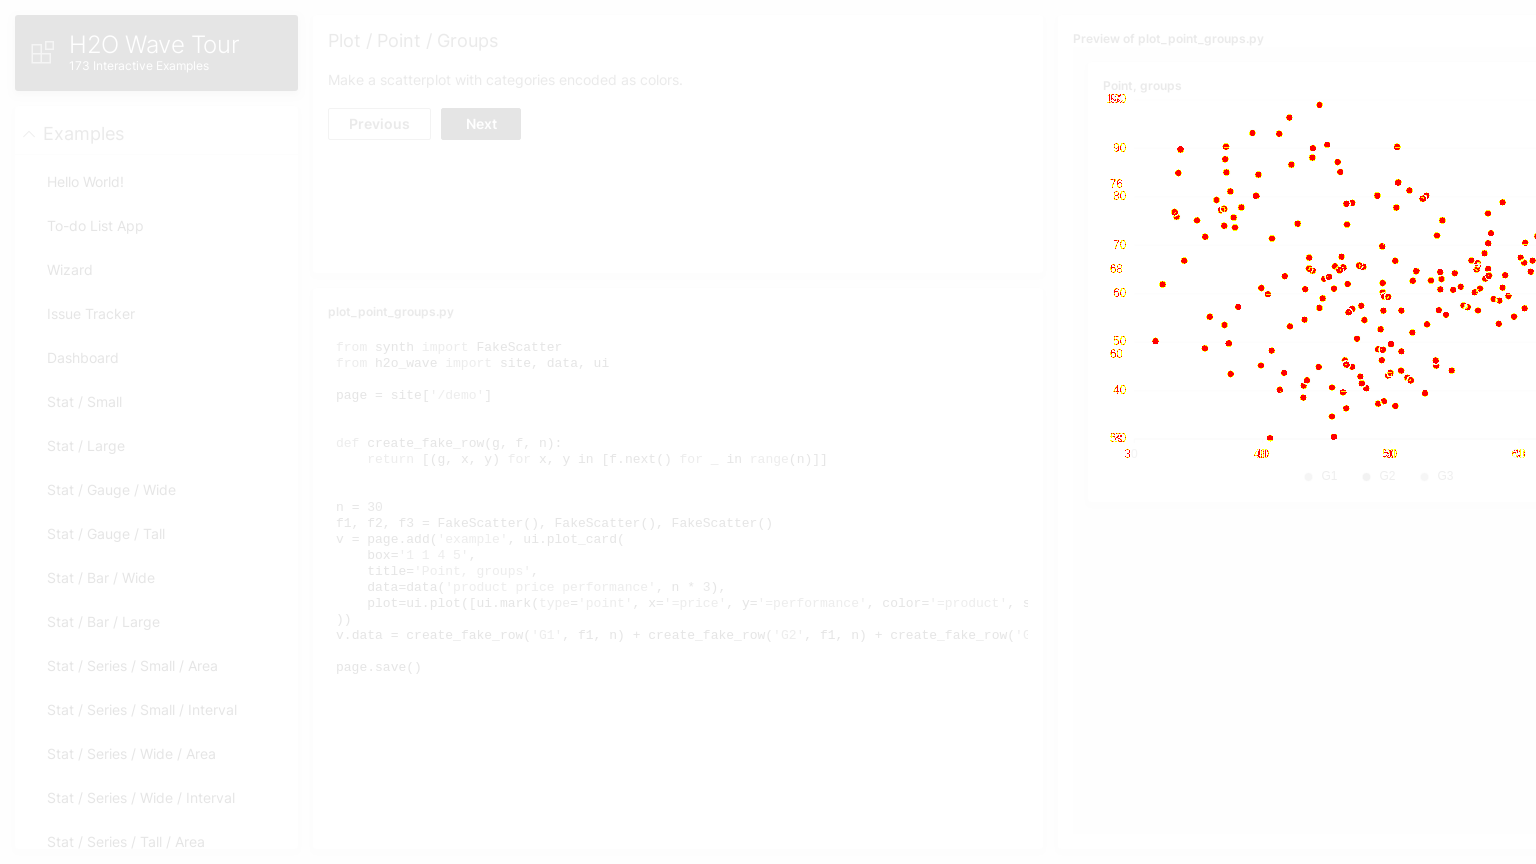 H2O Wave Tour
173 Interactive Examples
Examples
Hello World!
To-do List App
Wizard
Issue Tracker
Dashboard
Stat / Small
Stat / Large
Stat / Gauge / Wide
Stat / Gauge / Tall
Stat / Bar / Wide
Stat / Bar / Large
Stat / Series / Small / Area
Stat / Series / Small / Interval
Stat / Series / Wide / Area
Stat / Series / Wide / Interval
Stat / Series / Tall / Area
Plot / Point / Groups
Make a scatterplot with categories encoded as colors.
Previous Next
plot_point_groups.py
from synth import FakeScatter
from h2o_wave import site, data, ui
page = site['/demo']
def create_fake_row(g, f, n):
return [(g, x, y) for x, y in [f.next() for _ in range(n)]]
n = 30
f1, f2, f3 = FakeScatter(), FakeScatter(), FakeScatter()
v = page.add('example', ui.plot_card(
box='1 1 4 5',
title='Point, groups',
data=data('product price performance', n * 3),
plot=ui.plot([ui.mark(type='point', x='=price', y='=performance', color='=product', s
))
v.data = create_fake_row('G1', f1, n) + create_fake_row('G2', f1, n) + create_fake_row('G
page.save()
Preview of plot_point_groups.py
Point, groups
90
80
70
60
50
40
3
G1 G2 G3